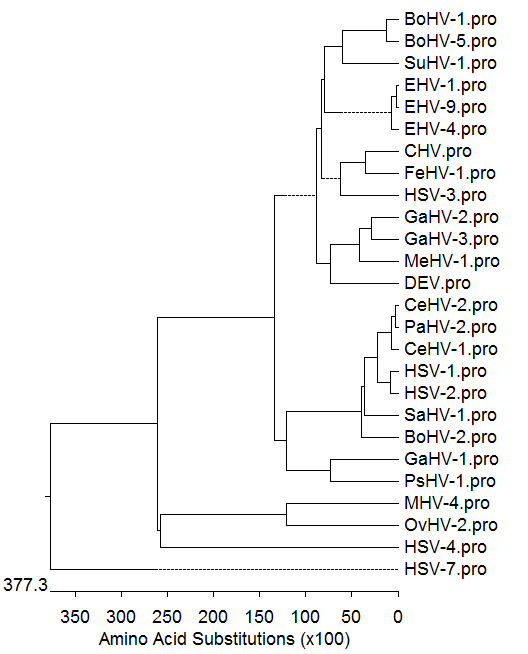 BoHV-1.pro
BoHV-5.pro
SuHV-1.pro
EHV-1.pro
EHV-9.pro
EHV-4.pro
CHV.pro
FeHV-1.pro
HSV-3.pro
GaHV-2.pro
GaHV-3.pro
MeHV-1.pro
DEV.pro
CeHV-2.pro
PaHV-2.pro
CeHV-1.pro
HSV-1.pro
HSV-2.pro
SaHV-1.pro
BoHV-2.pro
GaHV-1.pro
PsHV-1.pro
MHV-4.pro
OvHV-2.pro
HSV-4.pro
HSV-7.pro
377.3
350 300 250 200 150 100 50 0
Amino Acid Substitutions (x100)